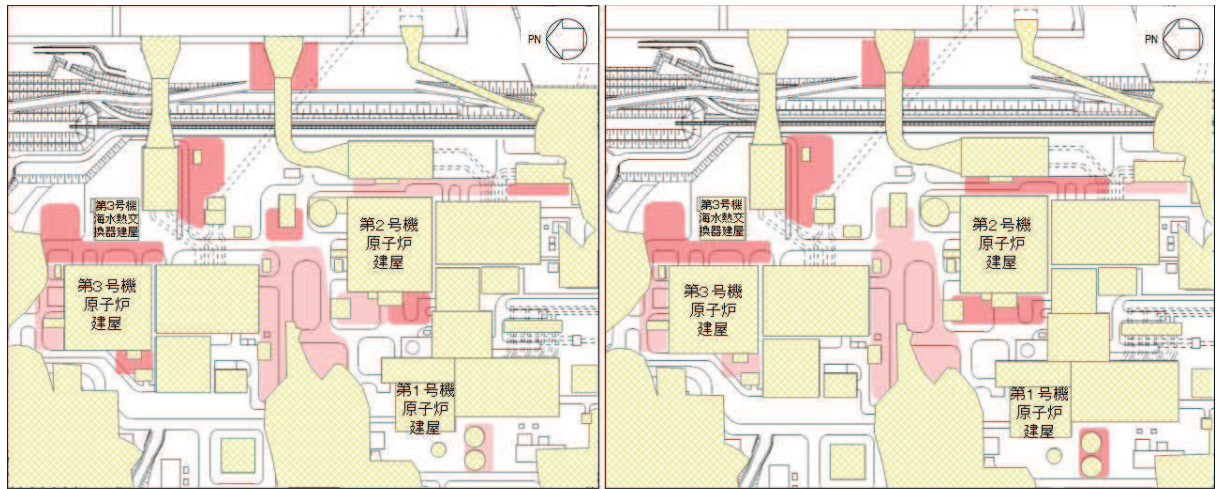 PN
第3号機
海水熱交
換器建屋
第2号機
原子炉
建屋
第3号機
原子炉
建屋
第1号機
原子炉
建屋
PN
第3号機
海水熱交
換器建屋
第2号機
原子炉
建屋
第3号機
原子炉
建屋
第1号機
原子炉
建屋